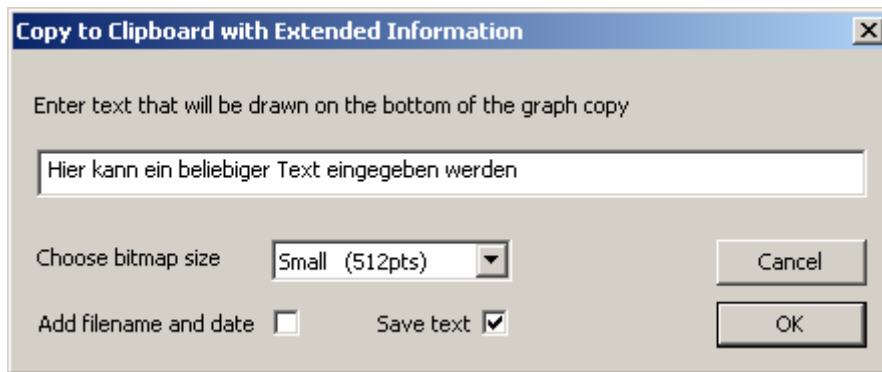 Copy to Clipboard with Extended Information
Enter text that will be drawn on the bottom of the graph copy
Hier kann ein beliebiger Text eingegeben werden
Choose bitmap size Small (512pts) Cancel
Add filename and date Save text OK